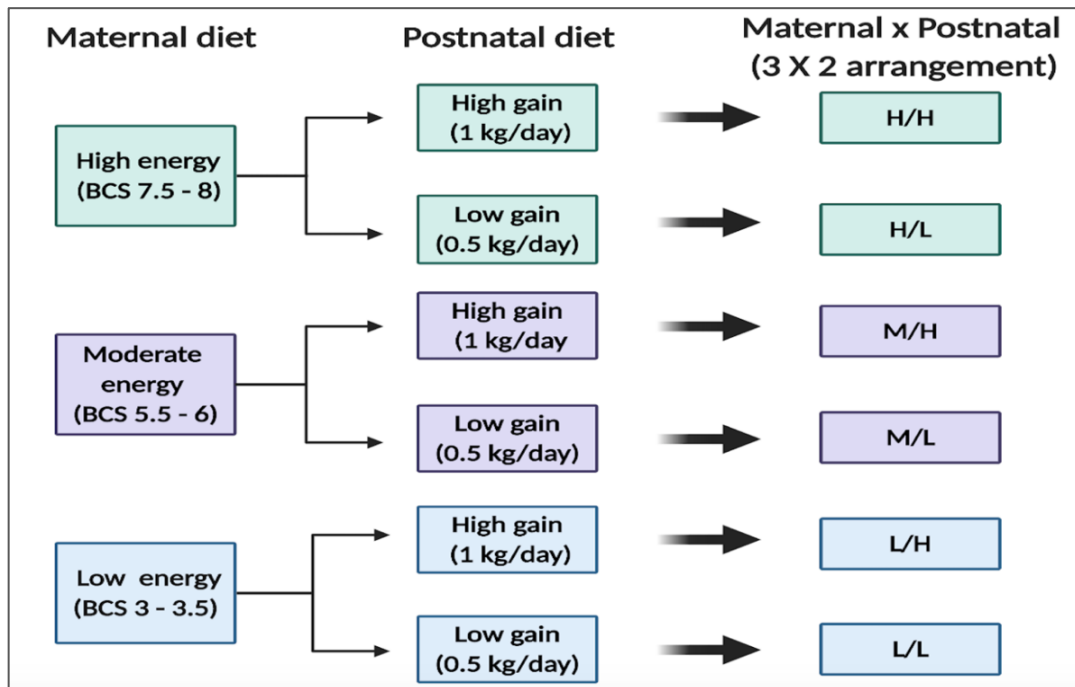 Maternal diet
Postnatal diet
Maternal x Postnatal
(3 X 2 arrangement)
High energy
(BCS 7.5 - 8)
High gain
(1 kg/day)
H/H
Low gain
(0.5 kg/day)
H/L
Moderate
energy
(BCS 5.5 - 6)
High gain
(1 kg/day
M/H
Low gain
(0.5 kg/day)
M/L
Low energy
(BCS 3 - 3.5)
High gain
(1 kg/day)
L/H
Low gain
(0.5 kg/day)
L/L